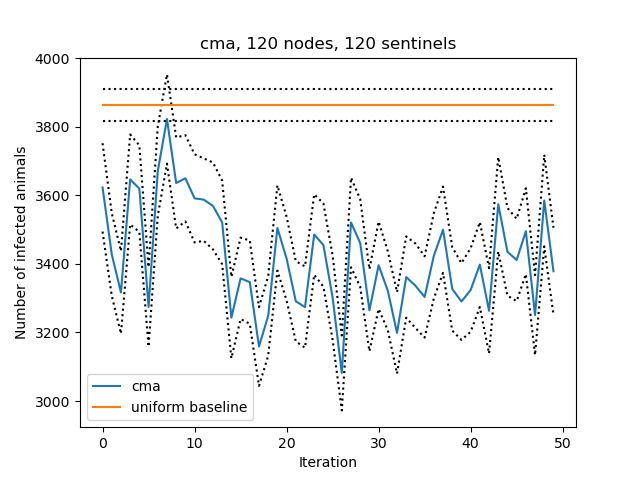 cma, 120 nodes, 120 sentinels
4000
3800
3600
3400
3200
3000
Number of infected animals
cma
uniform baseline
0
10
20
30
40
50
Iteration